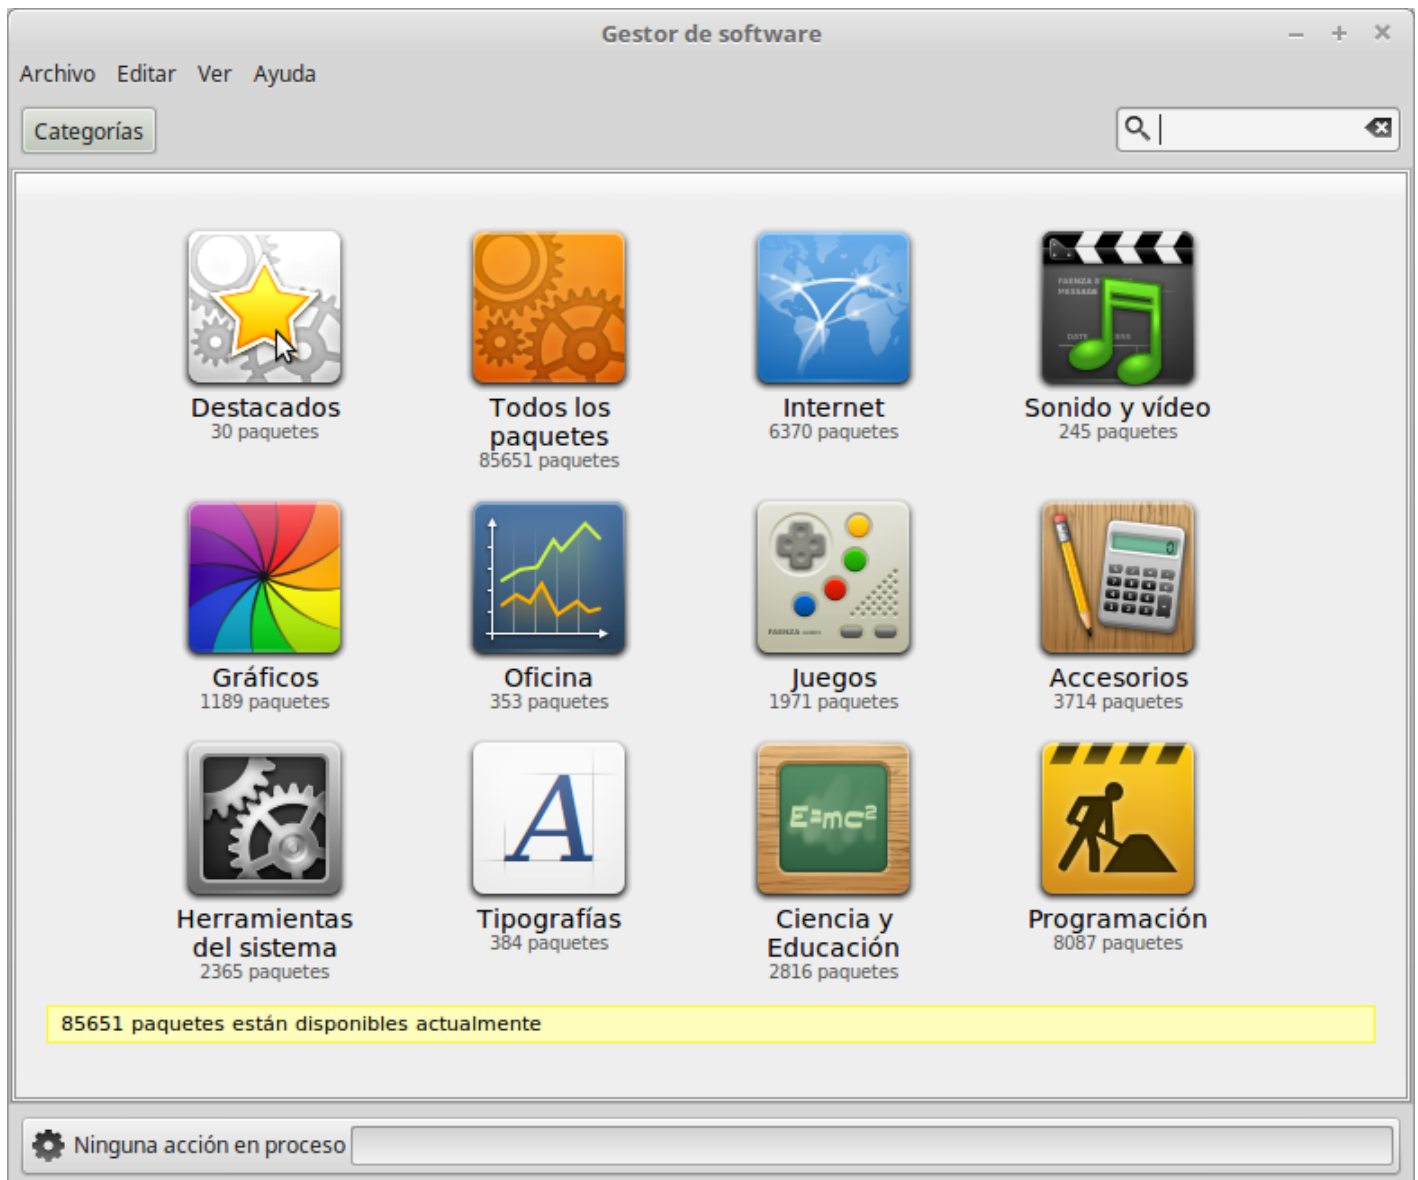 Gestor de software
Archivo Editar Ver Ayuda
Categorías
Destacados
30 paquetes
Todos los
paquetes
85651 paquetes
Internet
6370 paquetes
Sonido y vídeo
245 paquetes
Gráficos
1189 paquetes
Oficina
353 paquetes
Juegos
1971 paquetes
Accesorios
3714 paquetes
Herramientas
del sistema
2365 paquetes
Tipografías
384 paquetes
E=mc²
Ciencia y
Educación
2816 paquetes
Programación
8087 paquetes
85651 paquetes están disponibles actualmente
Ninguna acción en proceso